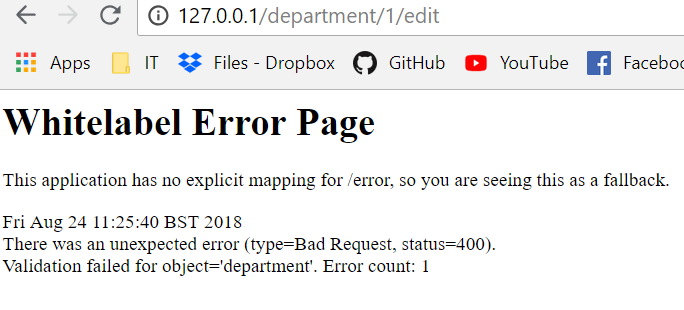 127.0.0.1/department/1/edit
Apps IT Files - Dropbox GitHub YouTube Faceboo
Whitelabel Error Page
This application has no explicit mapping for /error, so you are seeing this as a fallback.
Fri Aug 24 11:25:40 BST 2018
There was an unexpected error (type=Bad Request, status=400).
Validation failed for object='department'. Error count: 1